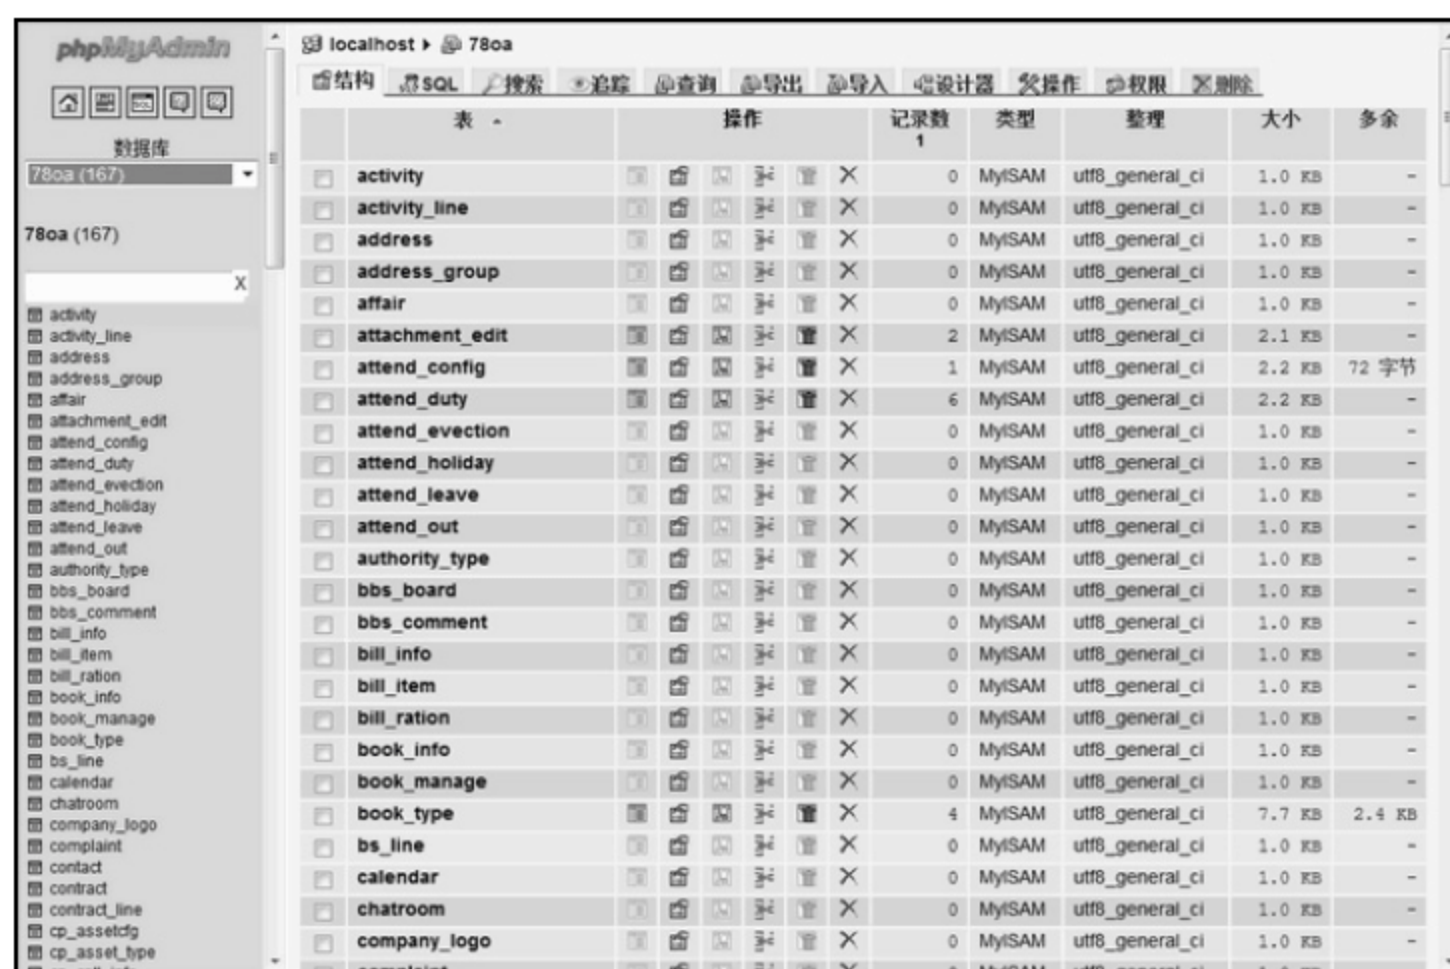 phpMyAdmin
数据库
78oa (167)
78oa (167)
X
activity
activity_line
address
address_group
affair
attachment_edit
attend_config
attend_duty
attend_evection
attend_holiday
attend_leave
attend_out
authority_type
bbs_board
bbs_comment
bill_info
bill_item
bill_ration
book_info
book_manage
book_type
bs_line
calendar
chatroom
company_logo
complaint
contact
contract
contract_line
cp_assetcfg
cp_asset_type
localhost ▸ 78oa
结构 SQL 搜索 追踪 查询 导出 导入 设计器 操作 权限 删除
表 操作 记录数 1 类型 整理 大小 多余
activity 0 MyISAM utf8_general_ci 1.0 KB -
activity_line 0 MyISAM utf8_general_ci 1.0 KB -
address 0 MyISAM utf8_general_ci 1.0 KB -
address_group 0 MyISAM utf8_general_ci 1.0 KB -
affair 0 MyISAM utf8_general_ci 1.0 KB -
attachment_edit 2 MyISAM utf8_general_ci 2.1 KB -
attend_config 1 MyISAM utf8_general_ci 2.2 KB 72 字节
attend_duty 6 MyISAM utf8_general_ci 2.2 KB -
attend_evection 0 MyISAM utf8_general_ci 1.0 KB -
attend_holiday 0 MyISAM utf8_general_ci 1.0 KB -
attend_leave 0 MyISAM utf8_general_ci 1.0 KB -
attend_out 0 MyISAM utf8_general_ci 1.0 KB -
authority_type 0 MyISAM utf8_general_ci 1.0 KB -
bbs_board 0 MyISAM utf8_general_ci 1.0 KB -
bbs_comment 0 MyISAM utf8_general_ci 1.0 KB -
bill_info 0 MyISAM utf8_general_ci 1.0 KB -
bill_item 0 MyISAM utf8_general_ci 1.0 KB -
bill_ration 0 MyISAM utf8_general_ci 1.0 KB -
book_info 0 MyISAM utf8_general_ci 1.0 KB -
book_manage 0 MyISAM utf8_general_ci 1.0 KB -
book_type 4 MyISAM utf8_general_ci 7.7 KB 2.4 KB
bs_line 0 MyISAM utf8_general_ci 1.0 KB -
calendar 0 MyISAM utf8_general_ci 1.0 KB -
chatroom 0 MyISAM utf8_general_ci 1.0 KB -
company_logo 0 MyISAM utf8_general_ci 1.0 KB -